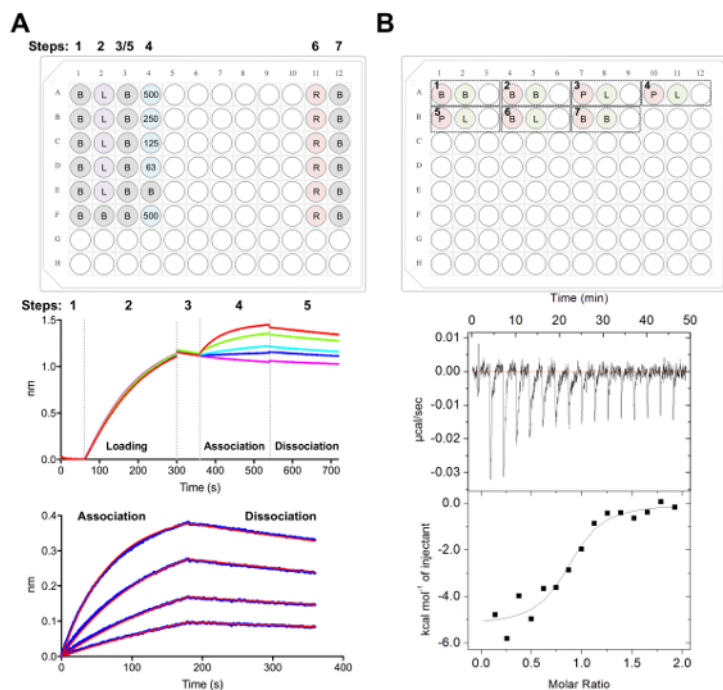 A
Steps: 1 2 3/5 4 6 7
1 2 3 4 5 6 7 8 9 10 11 12
A B L B 500 R B
B B L B 250 R B
C B L B 125 R B
D B L B 63 R B
E B L B B R B
F B B B 500 R B
G
H
Steps: 1 2 3 4 5
1.5
1.0
0.5
0.0
nm
Loading
Association
Dissociation
0 100 200 300 400 500 600 700
Time (s)
Association
Dissociation
0.4
0.3
0.2
0.1
0.0
nm
0 100 200 300 400
Time (s)
B
1 2 3 4 5 6 7 8 9 10 11 12
A 1 B B 2 B B 3 P L 4 P L
B 5 P L 6 B L 7 B B
C
D
E
F
G
H
Time (min)
0 10 20 30 40 50
0.01
0.00
-0.01
-0.02
-0.03
µcal/sec
0.0
-2.0
-4.0
-6.0
kcal mol⁻¹ of injectant
0.0 0.5 1.0 1.5 2.0
Molar Ratio